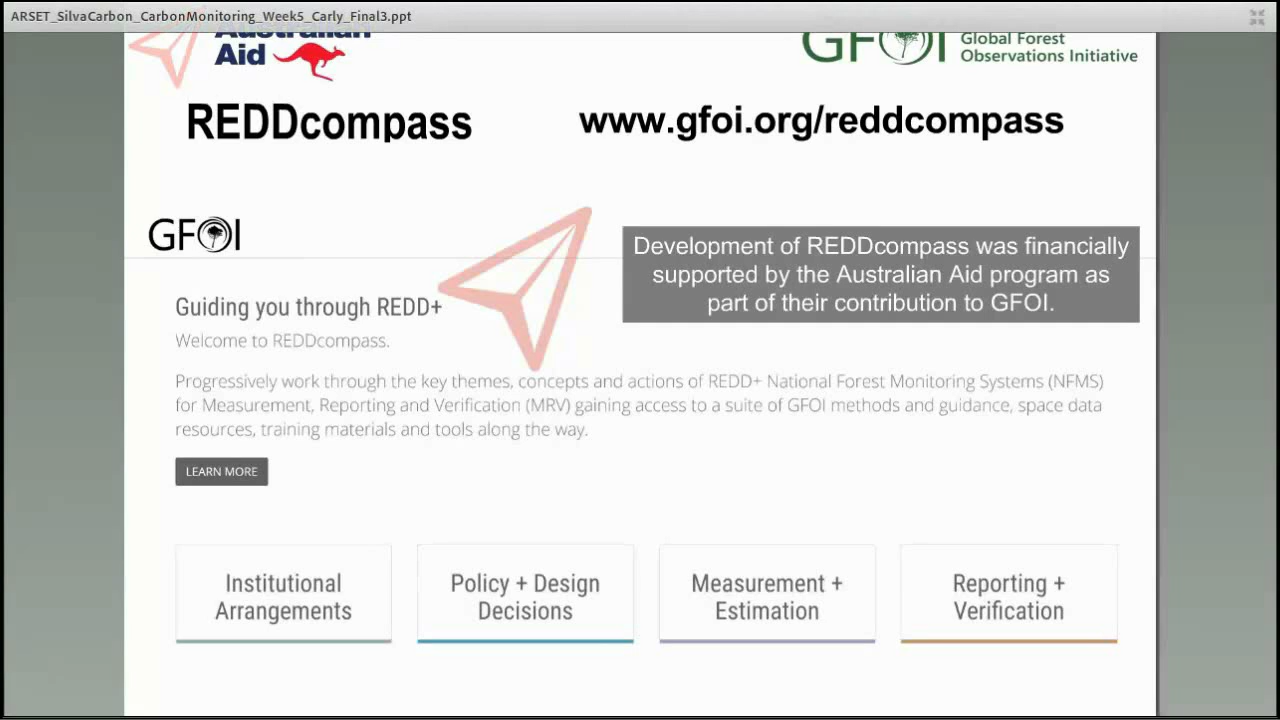 ARSET_SilvaCarbon_CarbonMonitoring_Week5_Carly_Final3.ppt
Australian
Aid
GFOI
Global Forest
Observations Initiative
REDDcompass
www.gfoi.org/reddcompass
GFOI
Development of REDDcompass was financially
supported by the Australian Aid program as
part of their contribution to GFOI.
Guiding you through REDD+
Welcome to REDDcompass.
Progressively work through the key themes, concepts and actions of REDD+ National Forest Monitoring Systems (NFMS)
for Measurement, Reporting and Verification (MRV) gaining access to a suite of GFOI methods and guidance, space data
resources, training materials and tools along the way.
LEARN MORE
Institutional
Arrangements
Policy + Design
Decisions
Measurement +
Estimation
Reporting +
Verification